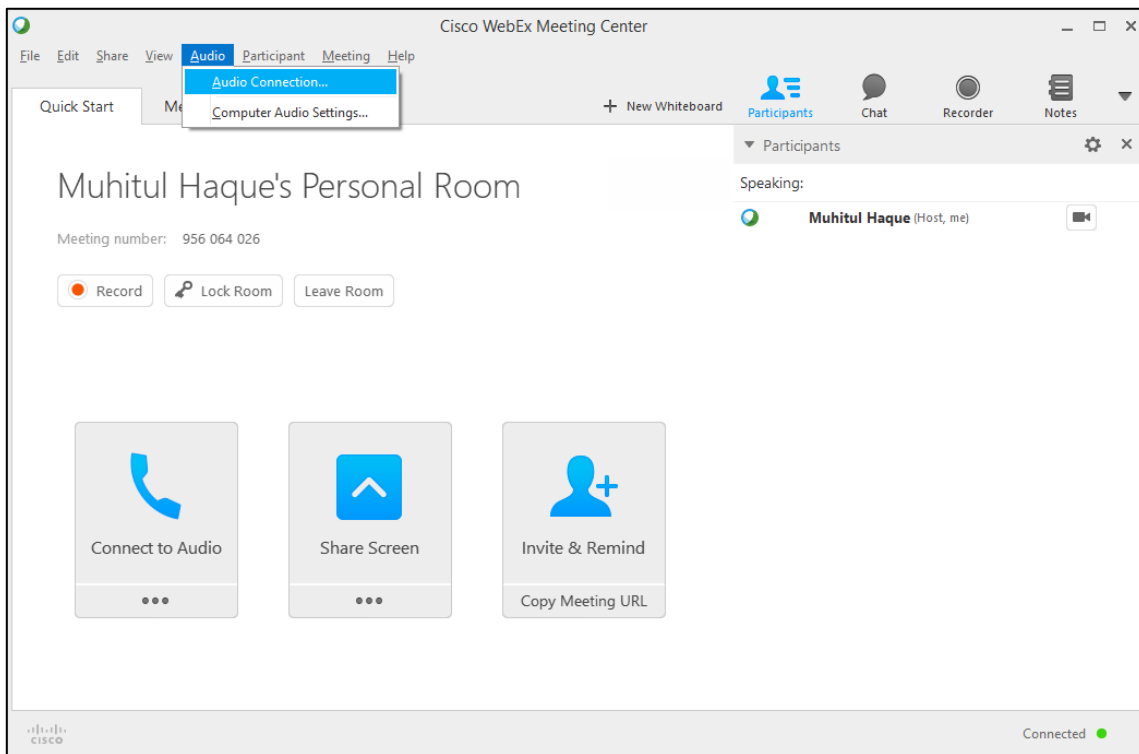 Cisco WebEx Meeting Center
File Edit Share View Audio Participant Meeting Help
Audio Connection...
Computer Audio Settings...
Quick Start
Me
+ New Whiteboard
Participants
Chat
Recorder
Notes
Participants
Speaking:
Muhitul Haque (Host, me)
Muhitul Haque's Personal Room
Meeting number: 956 064 026
Record
Lock Room
Leave Room
Connect to Audio
Share Screen
Invite & Remind
Copy Meeting URL
CISCO
Connected